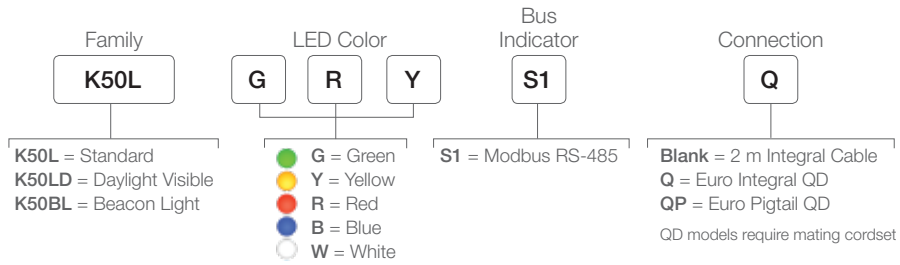 Family
LED Color
Bus
Indicator
Connection
K50L
G
R
Y
S1
Q
K50L = Standard
K50LD = Daylight Visible
K50BL = Beacon Light
G = Green
Y = Yellow
R = Red
B = Blue
W = White
S1 = Modbus RS-485
Blank = 2 m Integral Cable
Q = Euro Integral QD
QP = Euro Pigtail QD
QD models require mating cordset